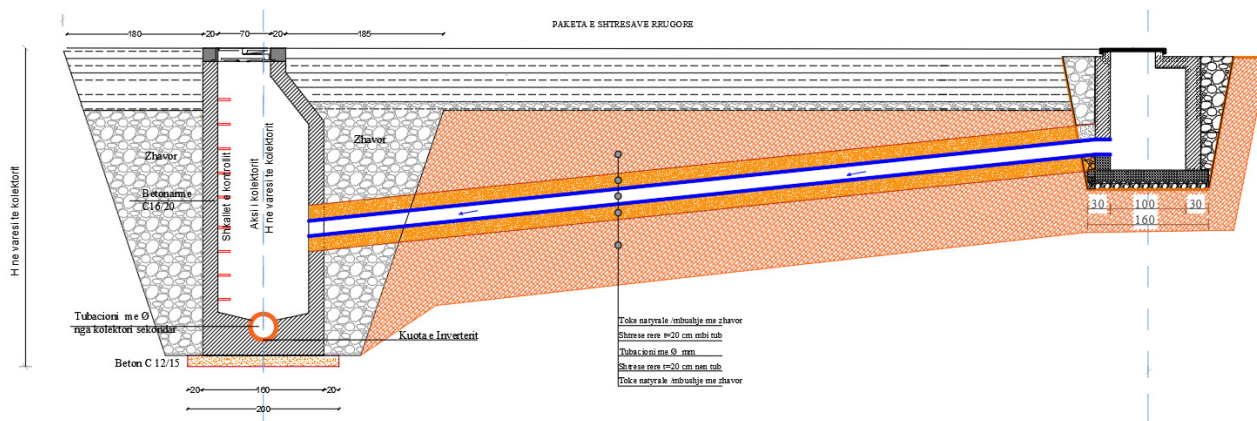 PAKETA E SHTRESAVE RRUGORE
180
20
70
20
185
Zhavor
Zhavor
Betonarme
C16/20
Shkallet e kontrollit
Aksi i kolektorit
H ne varesi te kolektorit
H ne varesi te kolektorit
30
100
30
160
Tubacioni me Ø
nga kolektori sekondar
Kuota e Inverterit
Beton C 12/15
20
160
20
200
Toke natyrale /mbushje me zhavor
Shtrese rere t=20 cm mbi tub
Tubacioni me Ø mm
Shtrese rere t=20 cm nen tub
Toke natyrale /mbushje me zhavor